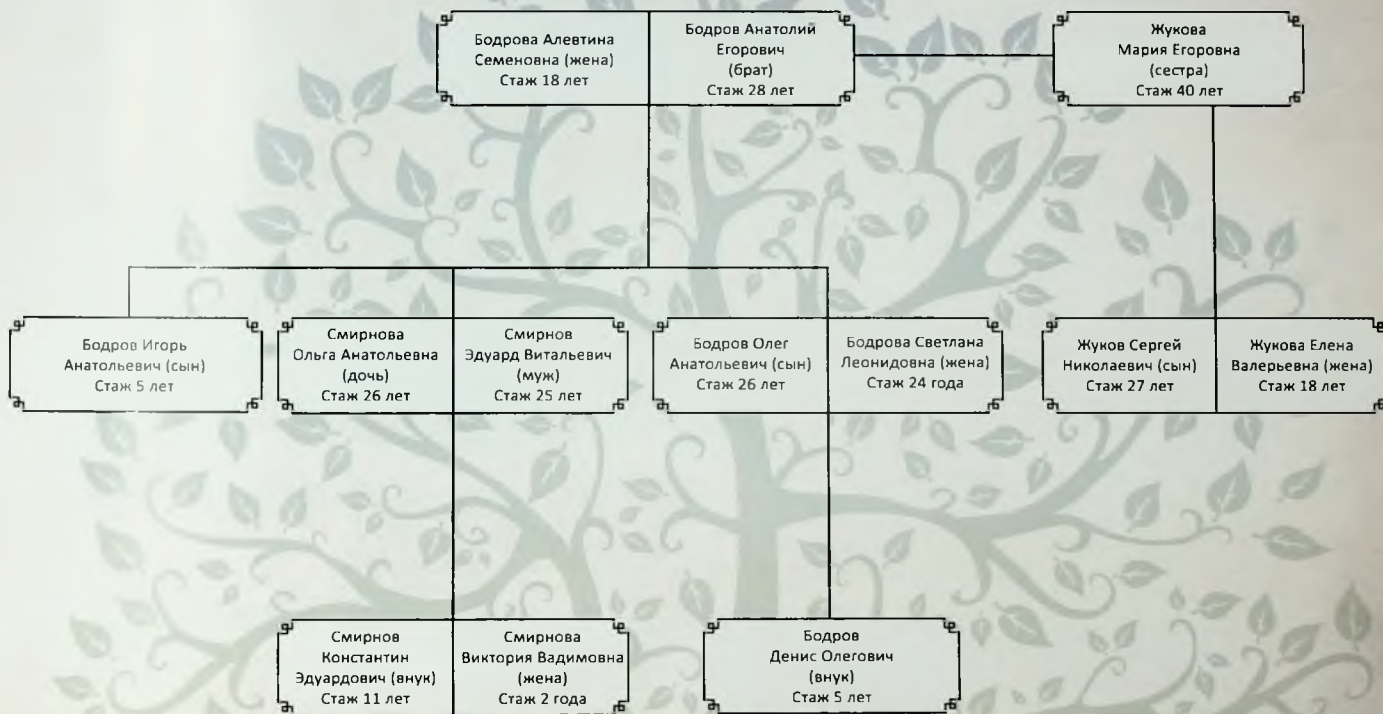 Бодрова Алевтина
Семеновна (жена)
Стаж 18 лет
Бодров Анатолий
Егорович
(брат)
Стаж 28 лет
Жукова
Мария Егоровна
(сестра)
Стаж 40 лет
Бодров Игорь
Анатольевич (сын)
Стаж 5 лет
Смирнова
Ольга Анатольевна
(дочь)
Стаж 26 лет
Смирнов
Эдуард Витальевич
(муж)
Стаж 25 лет
Бодров Олег
Анатольевич (сын)
Стаж 26 лет
Бодрова Светлана
Леонидовна (жена)
Стаж 24 года
Жуков Сергей
Николаевич (сын)
Стаж 27 лет
Жукова Елена
Валерьевна (жена)
Стаж 18 лет
Смирнов
Константин
Эдуардович (внук)
Стаж 11 лет
Смирнова
Виктория Вадимовна
(жена)
Стаж 2 года
Бодров
Денис Олегович
(внук)
Стаж 5 лет